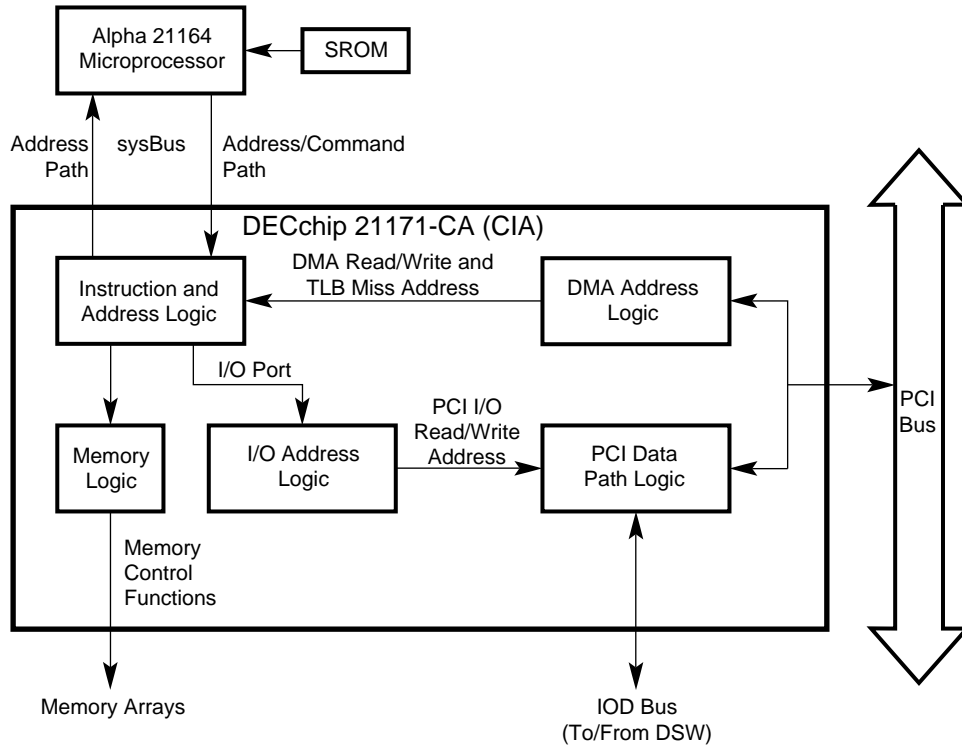 Alpha 21164
Microprocessor
SROM
Address
Path
sysBus
Address/Command
Path
DECchip 21171-CA (CIA)
Instruction and
Address Logic
DMA Read/Write and
TLB Miss Address
DMA Address
Logic
I/O Port
PCI I/O
Read/Write
Address
PCI
Bus
Memory
Logic
I/O Address
Logic
PCI Data
Path Logic
Memory
Control
Functions
Memory Arrays
IOD Bus
(To/From DSW)